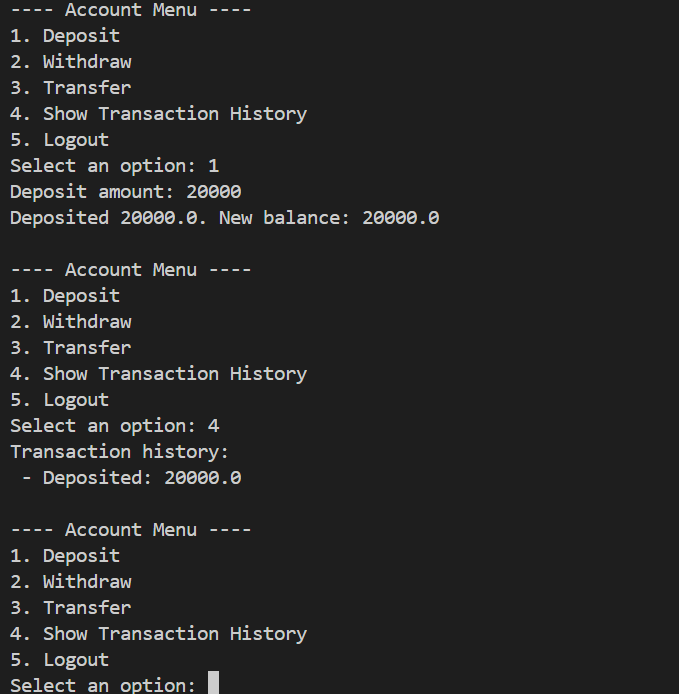 ---- Account Menu ----
1. Deposit
2. Withdraw
3. Transfer
4. Show Transaction History
5. Logout
Select an option: 1
Deposit amount: 20000
Deposited 20000.0. New balance: 20000.0

---- Account Menu ----
1. Deposit
2. Withdraw
3. Transfer
4. Show Transaction History
5. Logout
Select an option: 4
Transaction history:
 - Deposited: 20000.0

---- Account Menu ----
1. Deposit
2. Withdraw
3. Transfer
4. Show Transaction History
5. Logout
Select an option: